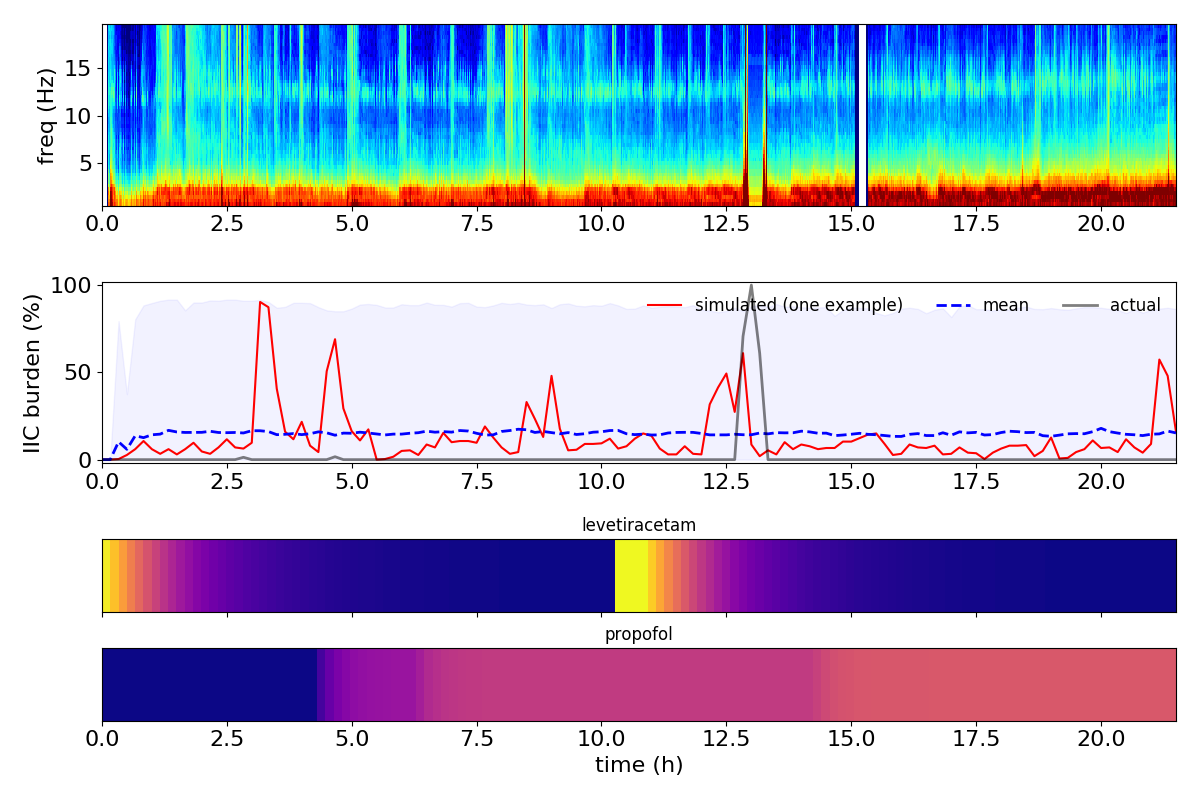 freq (Hz)
15
10
5
0.0 2.5 5.0 7.5 10.0 12.5 15.0 17.5 20.0
IIC burden (%)
100
50
0
simulated (one example) mean actual
0.0 2.5 5.0 7.5 10.0 12.5 15.0 17.5 20.0
levetiracetam
propofol
0.0 2.5 5.0 7.5 10.0 12.5 15.0 17.5 20.0
time (h)